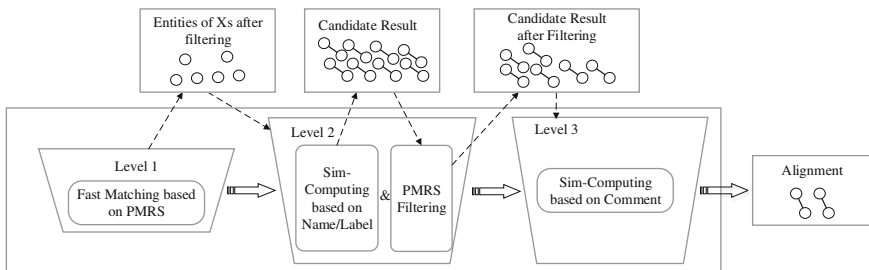 Entities of Xs after
filtering
Candidate Result
Candidate Result
after Filtering
Level 1
Fast Matching based
on PMRS
Level 2
Sim-
Computing
based on
Name/Label
&
PMRS
Filtering
Level 3
Sim-Computing
based on Comment
Alignment